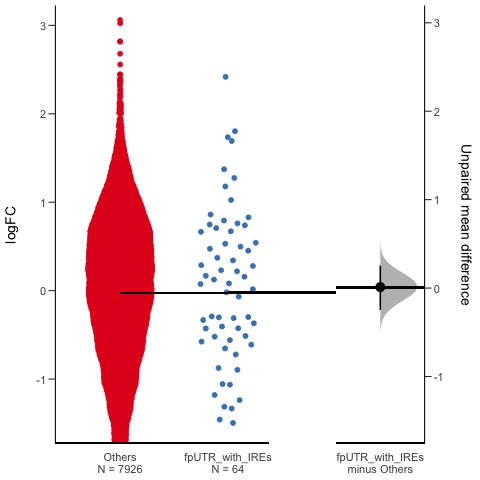 logFC
3
2
1
0
-1
3
2
1
0
-1
Unpaired mean difference
Others
N = 7926
fpUTR_with_IREs
N = 64
fpUTR_with_IREs
minus Others